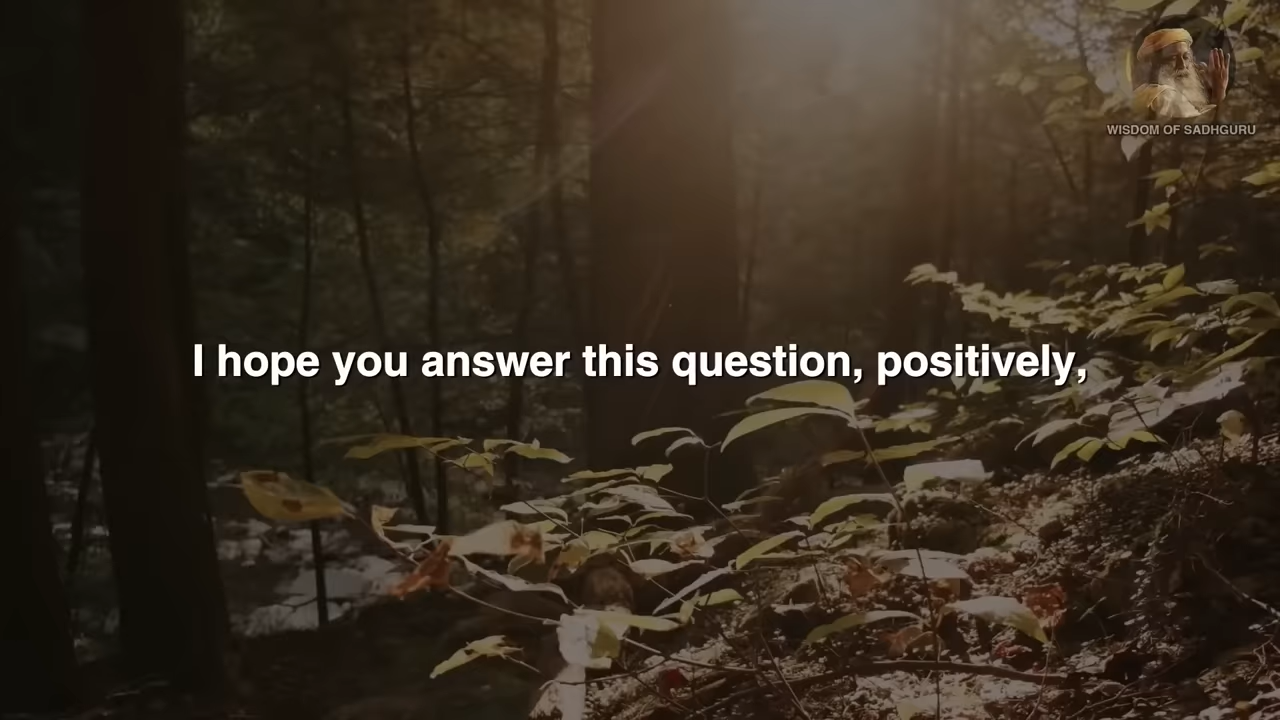 WISDOM OF SADHGURU
I hope you answer this question, positively,